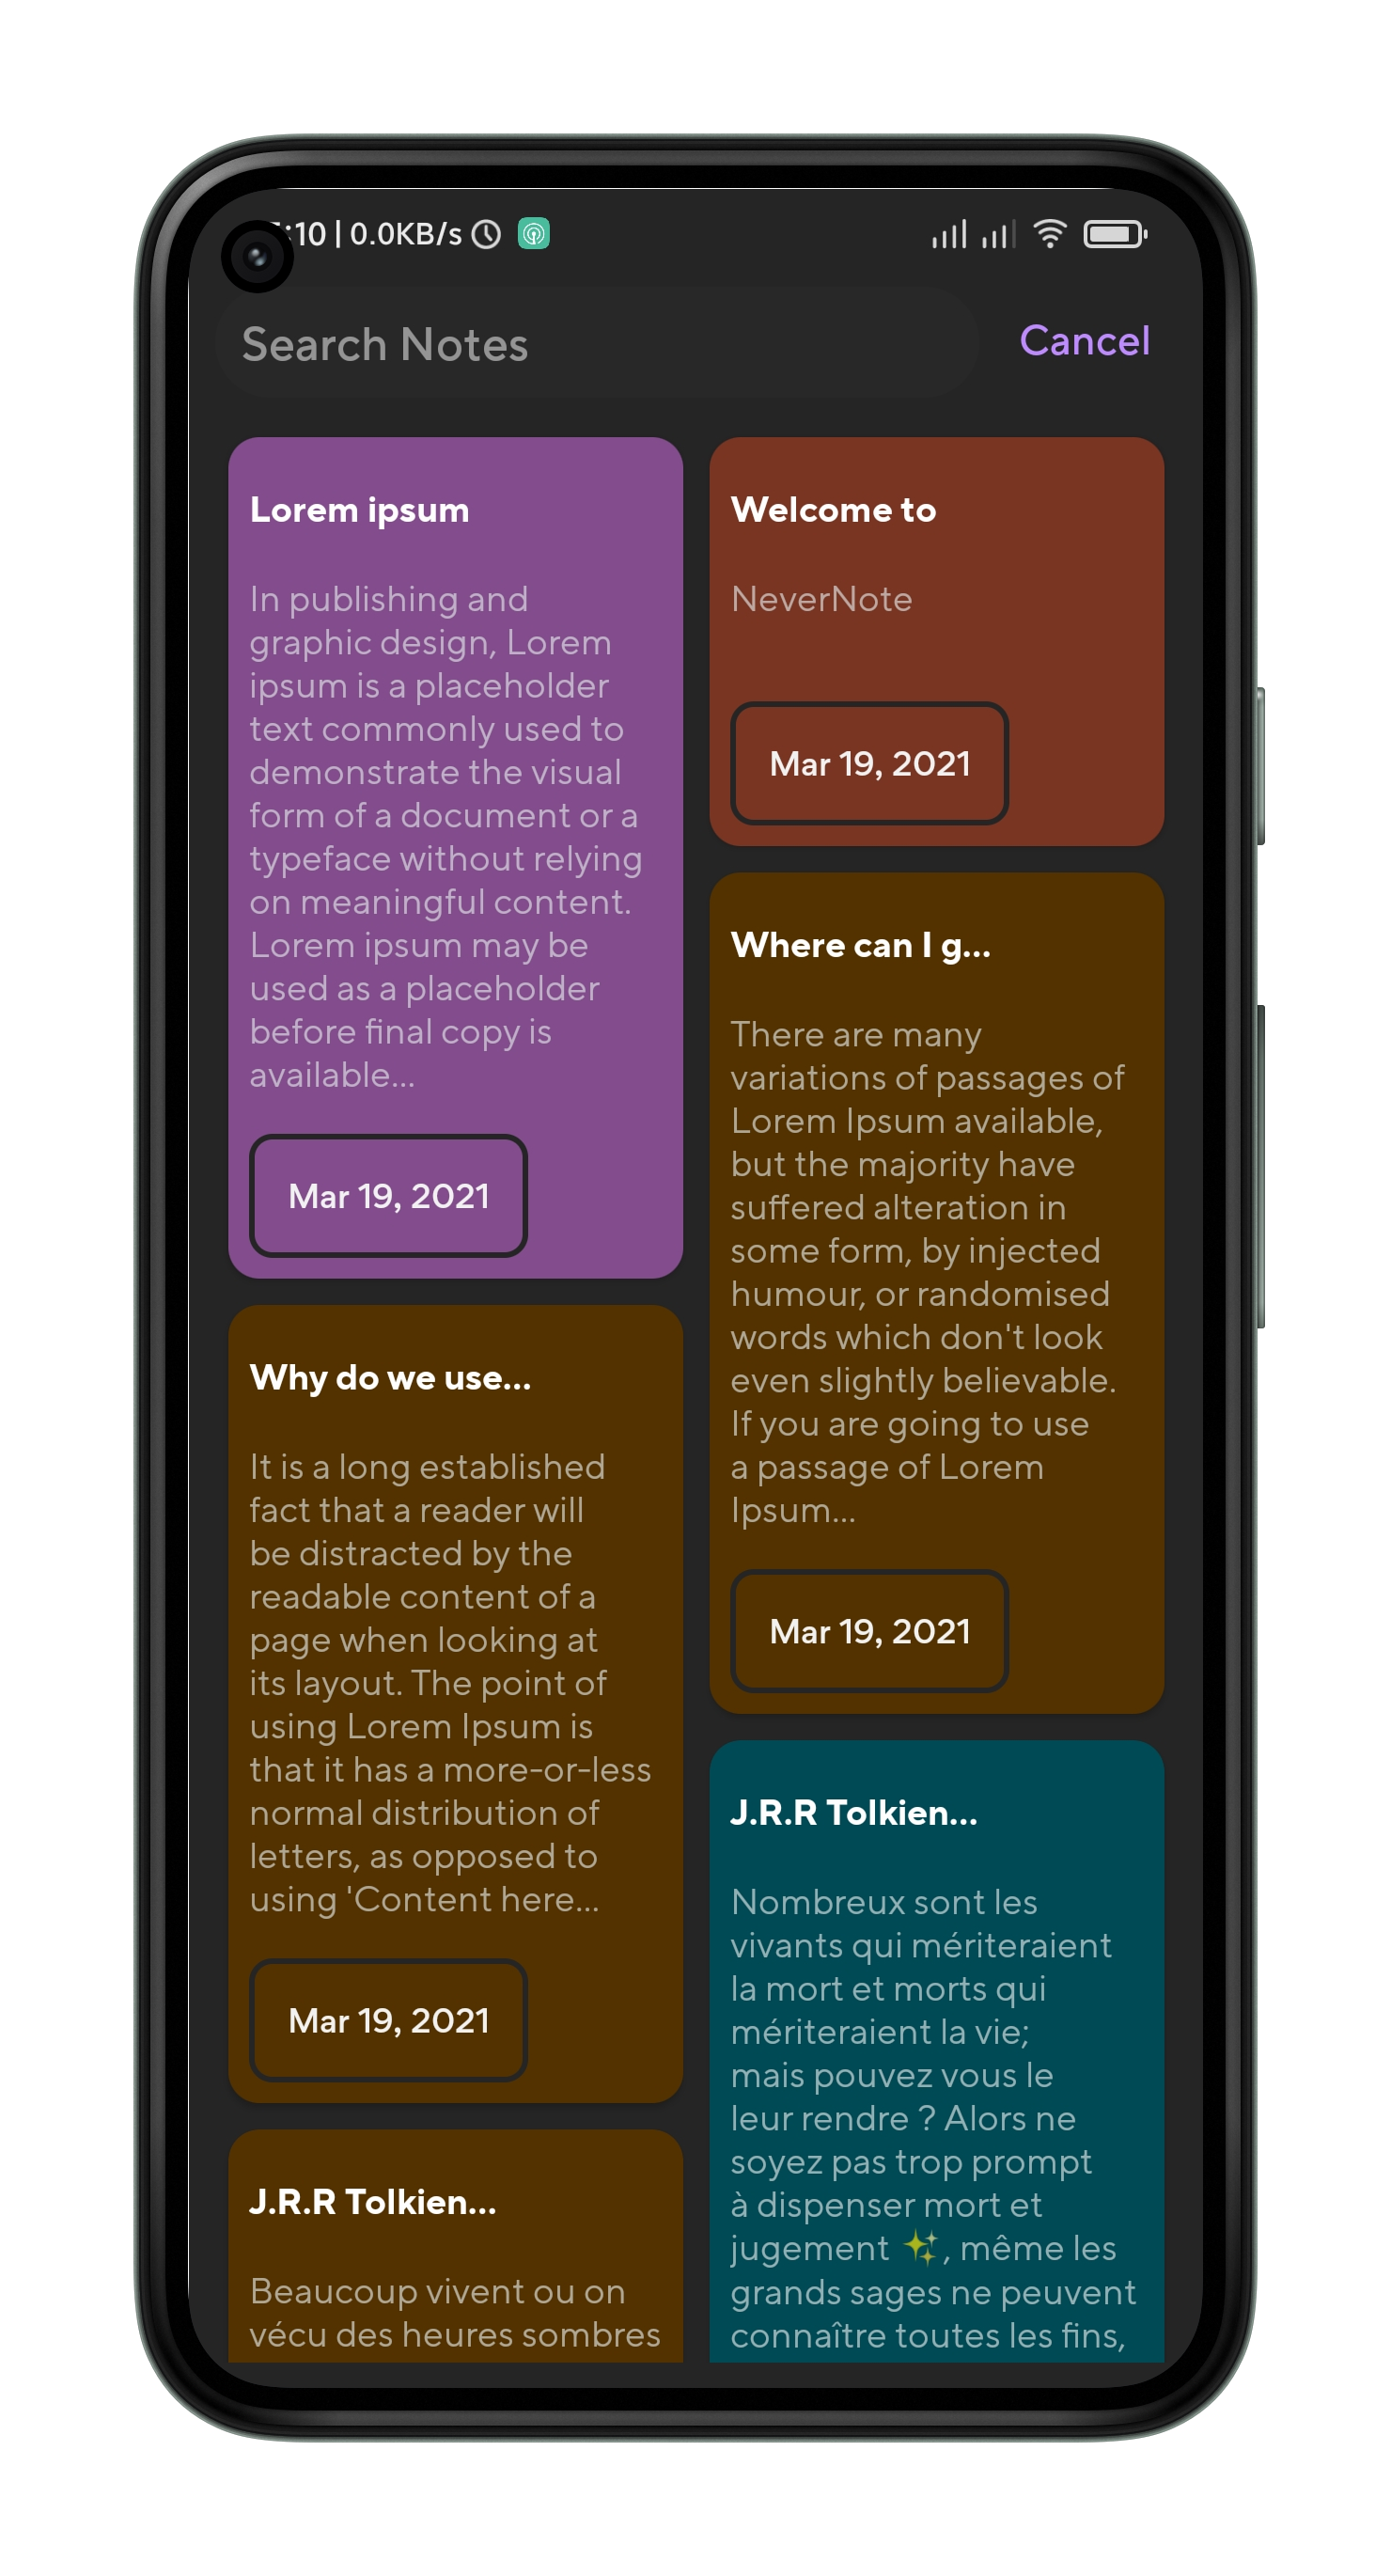 :10 | 0.0KB/s
Search Notes
Cancel
Lorem ipsum
In publishing and
graphic design, Lorem
ipsum is a placeholder
text commonly used to
demonstrate the visual
form of a document or a
typeface without relying
on meaningful content.
Lorem ipsum may be
used as a placeholder
before final copy is
available...
Mar 19, 2021
Why do we use...
It is a long established
fact that a reader will
be distracted by the
readable content of a
page when looking at
its layout. The point of
using Lorem Ipsum is
that it has a more-or-less
normal distribution of
letters, as opposed to
using 'Content here...
Mar 19, 2021
J.R.R Tolkien...
Beaucoup vivent ou on
vécu des heures sombres
Welcome to
NeverNote
Mar 19, 2021
Where can I g...
There are many
variations of passages of
Lorem Ipsum available,
but the majority have
suffered alteration in
some form, by injected
humour, or randomised
words which don't look
even slightly believable.
If you are going to use
a passage of Lorem
Ipsum...
Mar 19, 2021
J.R.R Tolkien...
Nombreux sont les
vivants qui mériteraient
la mort et morts qui
mériteraient la vie;
mais pouvez vous le
leur rendre ? Alors ne
soyez pas trop prompt
à dispenser mort et
jugement ✨, même les
grands sages ne peuvent
connaître toutes les fins,